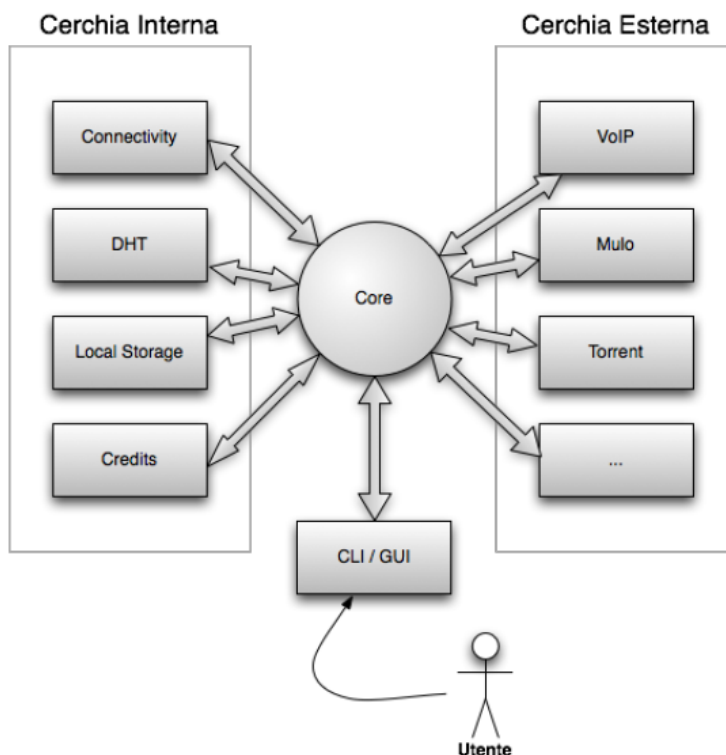 Cerchia Interna
Cerchia Esterna
Connectivity
VoIP
DHT
Mulo
Core
Local Storage
Torrent
Credits
...
CLI / GUI
Utente